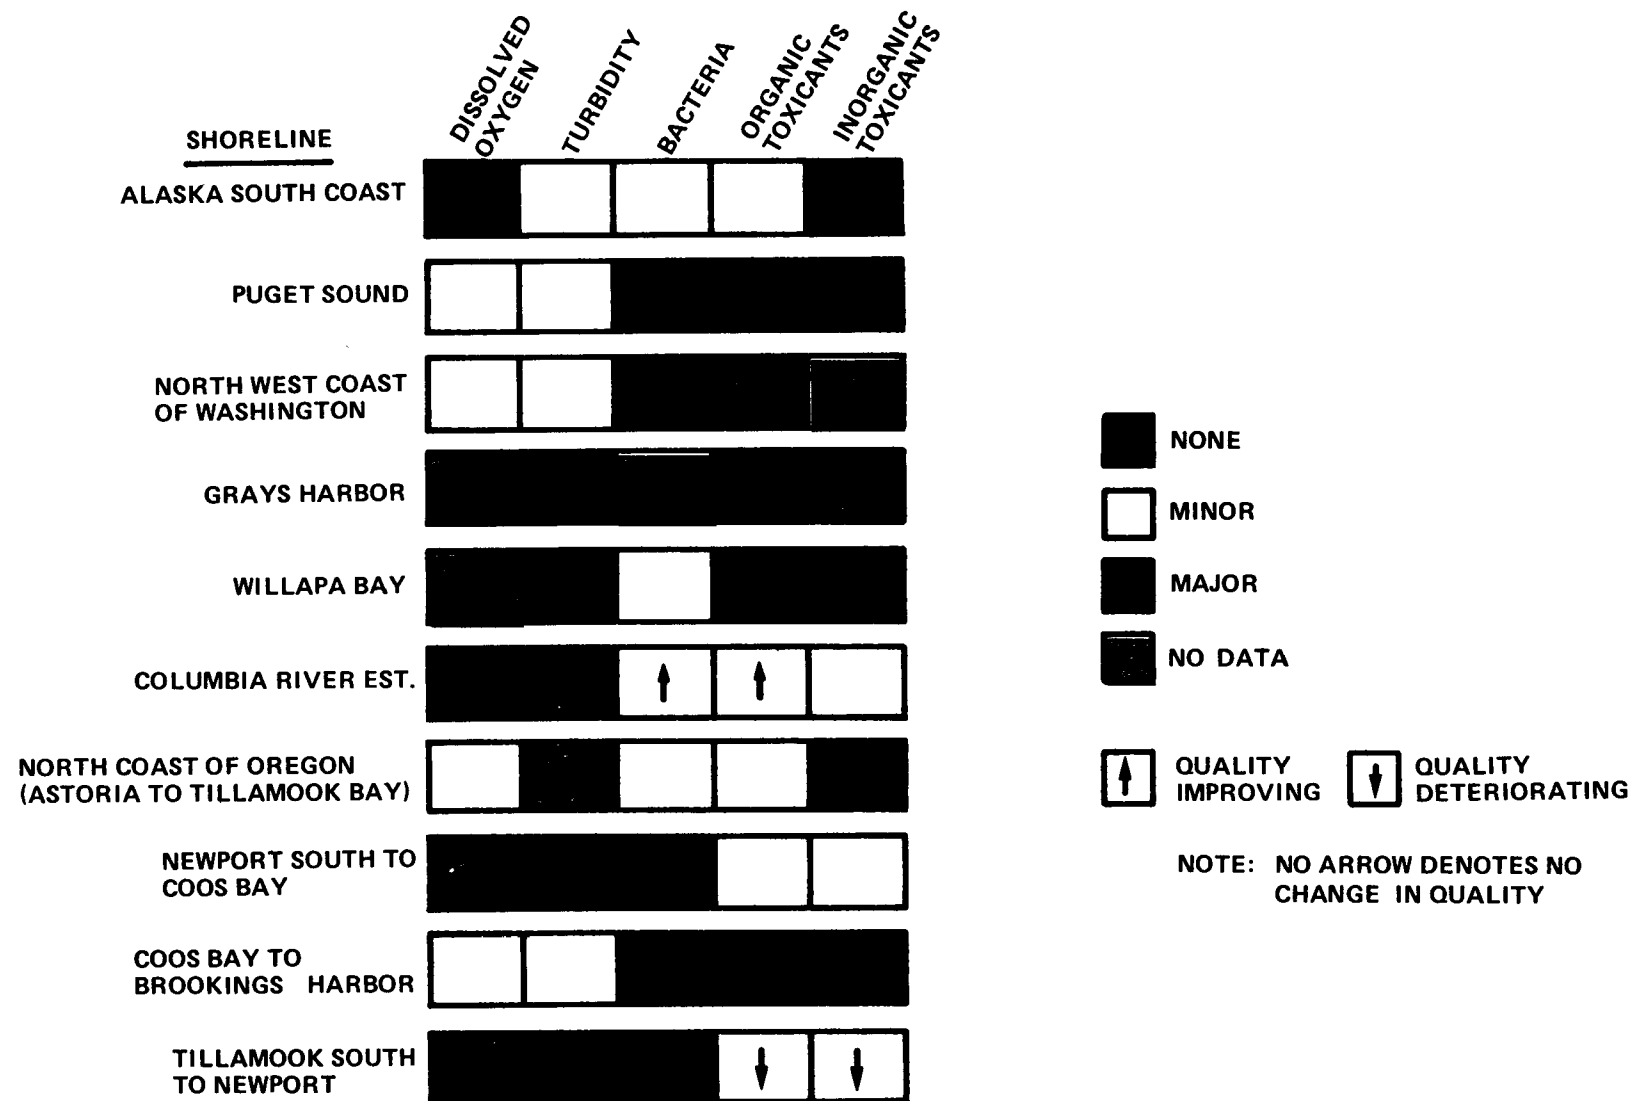 DISSOLVED
OXYGEN
TURBIDITY
BACTERIA
ORGANIC
TOXICANTS
INORGANIC
TOXICANTS
SHORELINE
ALASKA SOUTH COAST
PUGET SOUND
NORTH WEST COAST
OF WASHINGTON
GRAYS HARBOR
WILLAPA BAY
COLUMBIA RIVER EST.
NORTH COAST OF OREGON
(ASTORIA TO TILLAMOOK BAY)
NEWPORT SOUTH TO
COOS BAY
COOS BAY TO
BROOKINGS HARBOR
TILLAMOOK SOUTH
TO NEWPORT
NONE
MINOR
MAJOR
NO DATA
QUALITY
IMPROVING
QUALITY
DETERIORATING
NOTE: NO ARROW DENOTES NO
CHANGE IN QUALITY